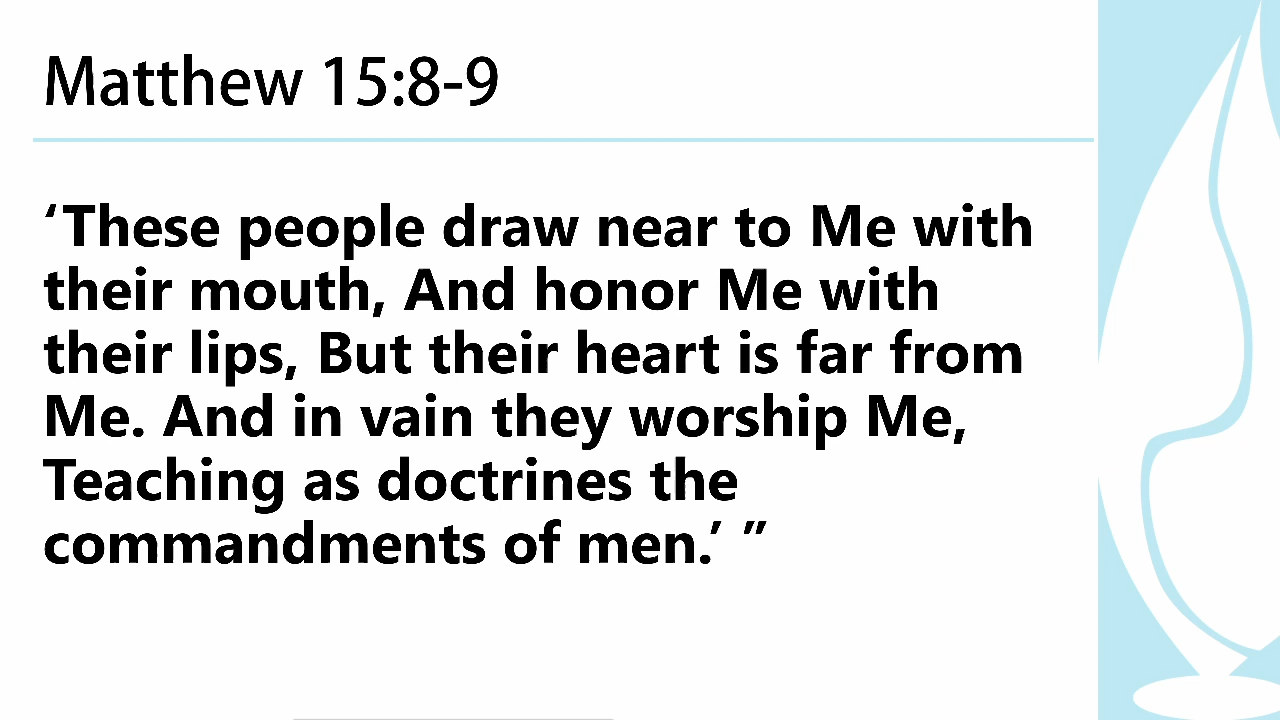 Matthew 15:8-9
‘These people draw near to Me with
their mouth, And honor Me with
their lips, But their heart is far from
Me. And in vain they worship Me,
Teaching as doctrines the
commandments of men.’ ”